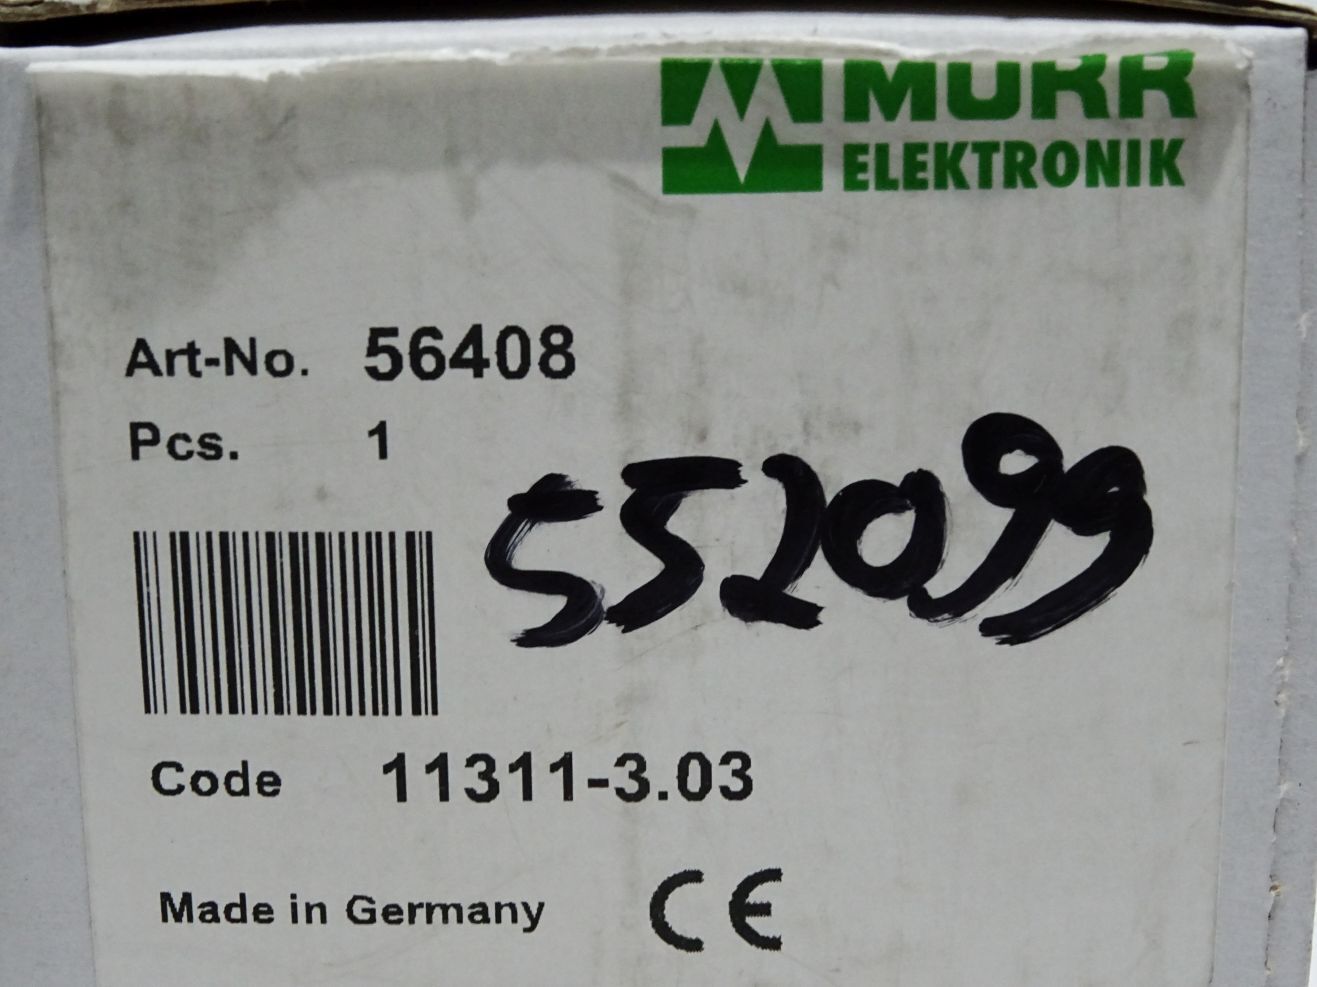 MURR
ELEKTRONIK
Art-No. 56408
Pcs. 1
552099
Code 11311-3.03
Made in Germany CE